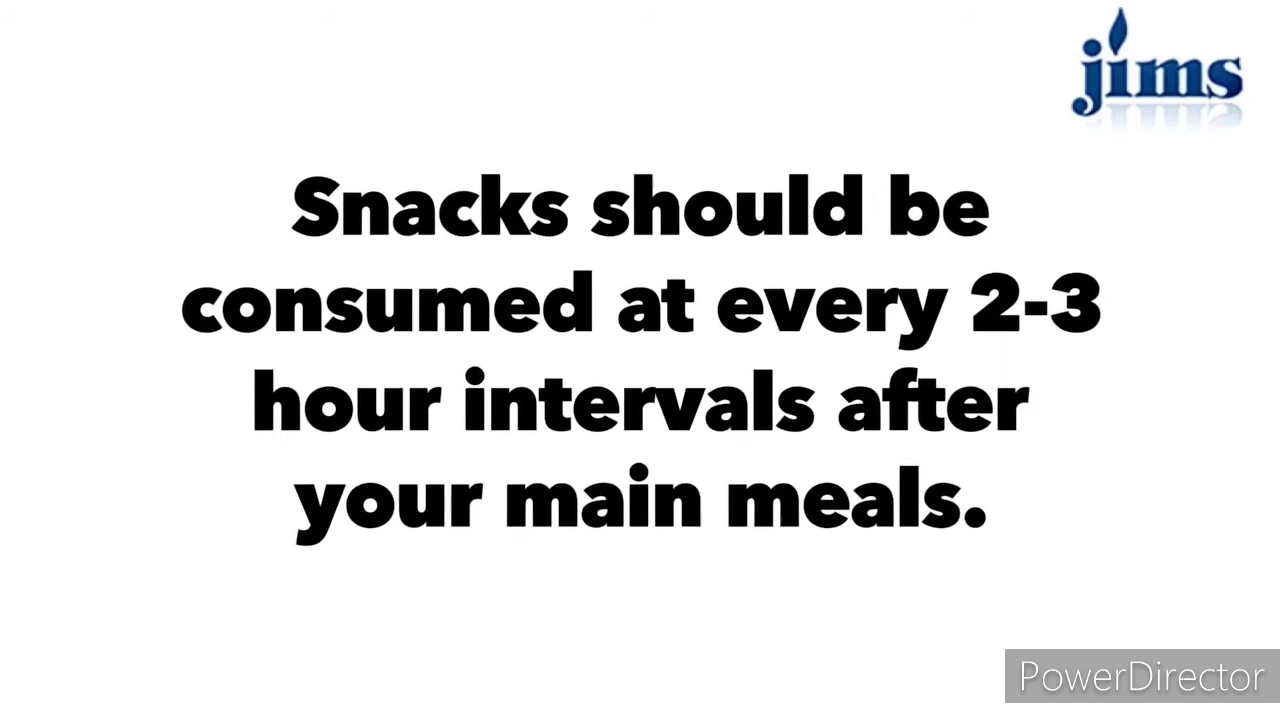 jims
Snacks should be
consumed at every 2-3
hour intervals after
your main meals.
PowerDirector